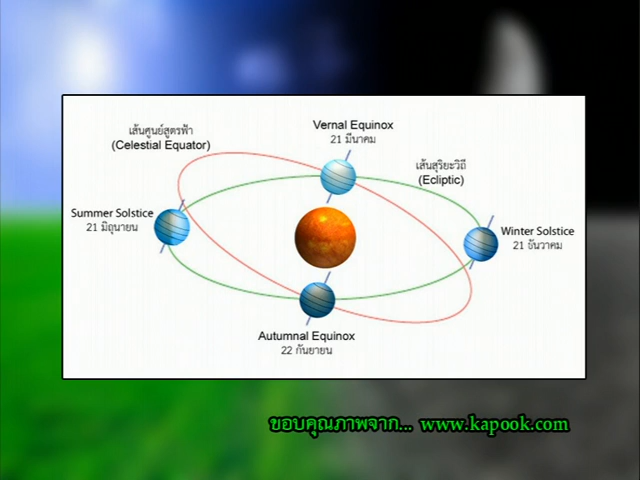 Vernal Equinox
21 มีนาคม
เส้นศูนย์สูตรฟ้า
(Celestial Equator)
เส้นสุริยะวิถี
(Ecliptic)
Summer Solstice
21 มิถุนายน
Winter Solstice
21 ธันวาคม
Autumnal Equinox
22 กันยายน
ขอบคุณภาพจาก... www.kapook.com